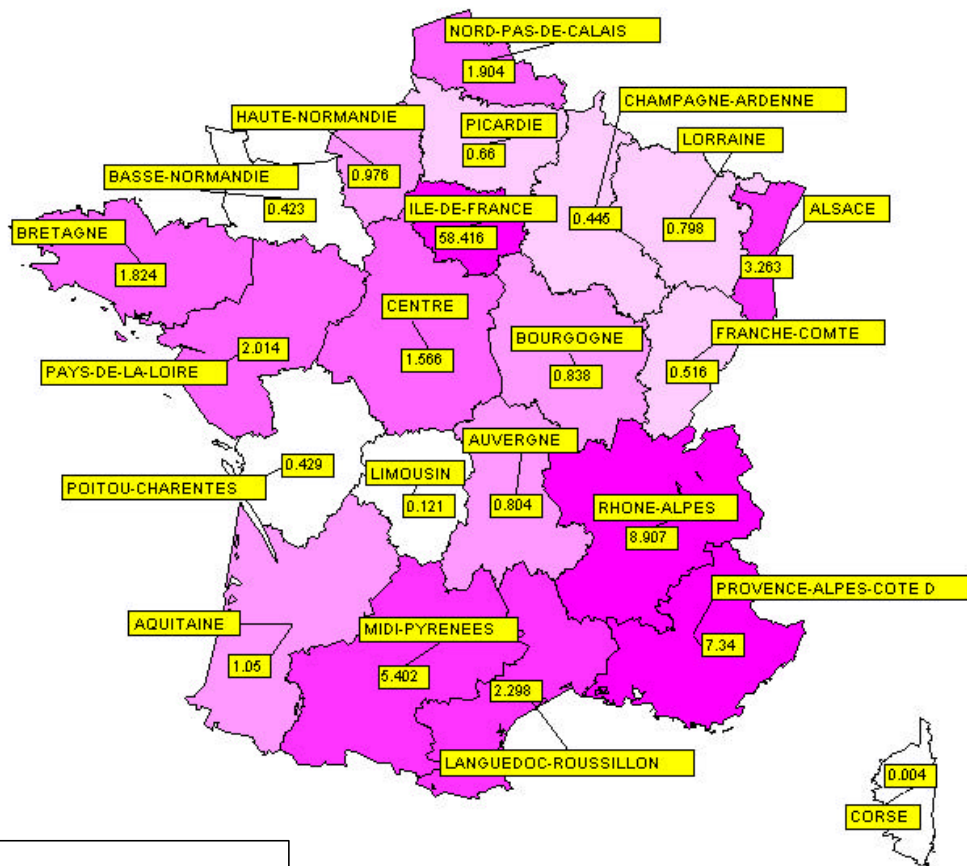 NORD-PAS-DE-CALAIS
1.904
CHAMPAGNE-ARDENNE
0.445
HAUTE-NORMANDIE
0.976
PICARDIE
0.66
LORRAINE
0.798
BASSE-NORMANDIE
0.423
ILE-DE-FRANCE
58.416
ALSACE
3.263
BRETAGNE
1.824
CENTRE
1.566
BOURGOGNE
0.838
FRANCHE-COMTE
0.516
2.014
PAYS-DE-LA-LOIRE
AUVERGNE
0.804
0.429
POITOU-CHARENTES
LIMOUSIN
0.121
RHONE-ALPES
8.907
PROVENCE-ALPES-COTE D
7.34
AQUITAINE
1.05
MIDI-PYRENEES
5.402
2.298
LANGUEDOC-ROUSSILLON
0.004
CORSE